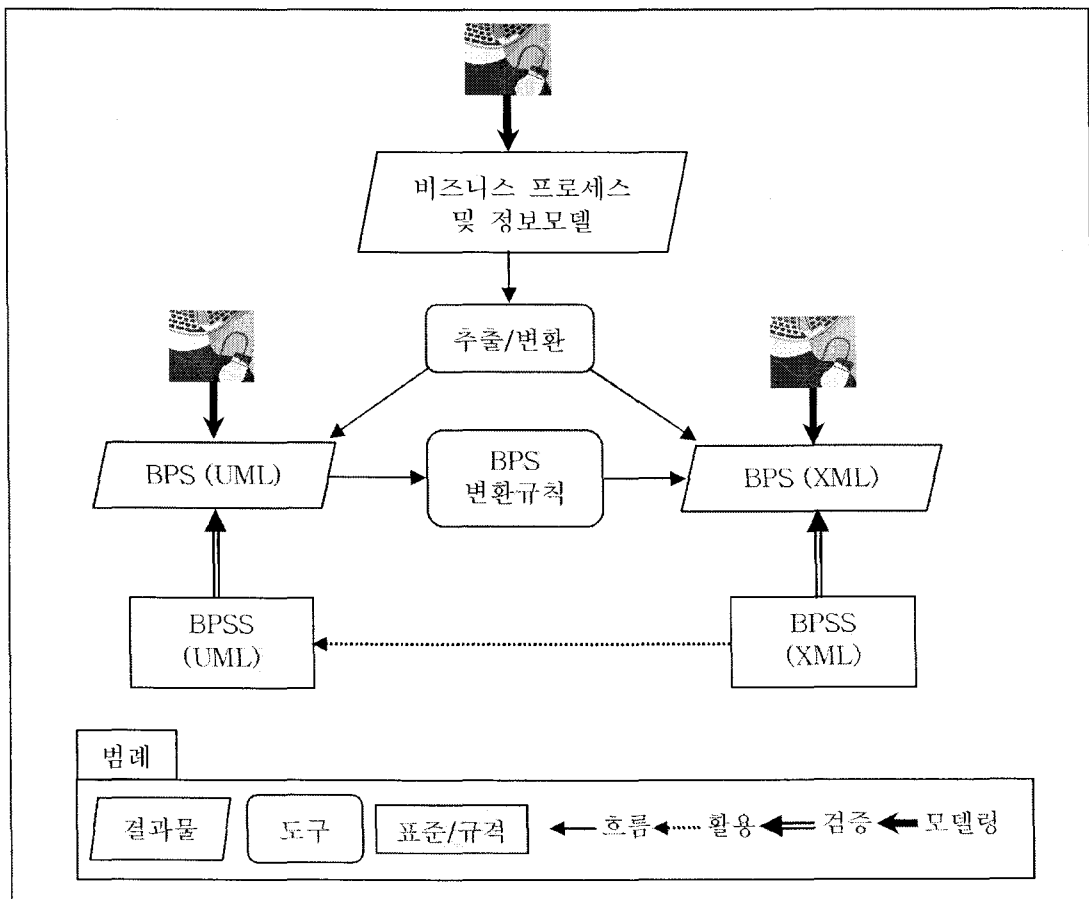 비즈니스 프로세스
및 정보모델
추출/변환
BPS (UML)
BPS
변환규칙
BPS (XML)
BPSS
(UML)
BPSS
(XML)
범례
결과물
도구
표준/규격
흐름
활용
검증
모델링